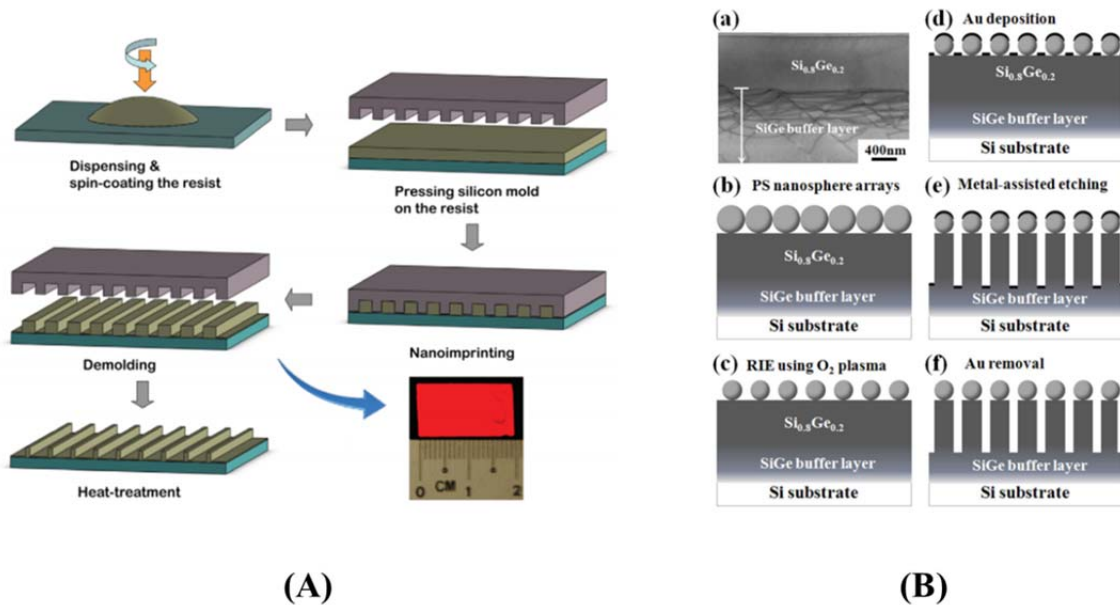 Dispensing &
spin-coating the resist
Pressing silicon mold
on the resist
Demolding
Nanoimprinting
Heat-treatment
0 CM 1 2
(A)
(a)
Si0.8Ge0.2
SiGe buffer layer
400nm
(b) PS nanosphere arrays
Si0.8Ge0.2
SiGe buffer layer
Si substrate
(c) RIE using O2 plasma
Si0.8Ge0.2
SiGe buffer layer
Si substrate
(d) Au deposition
Si0.8Ge0.2
SiGe buffer layer
Si substrate
(e) Metal-assisted etching
SiGe buffer layer
Si substrate
(f) Au removal
SiGe buffer layer
Si substrate
(B)